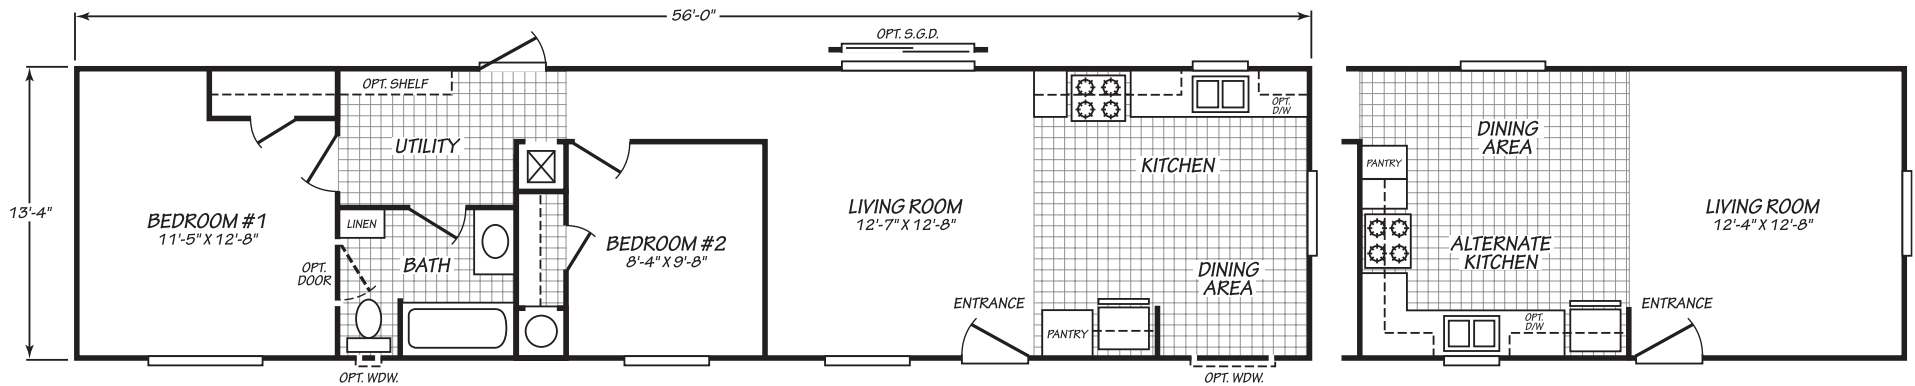 56'-0"
OPT. S.G.D.
OPT. SHELF
OPT.
D/W
UTILITY
DINING
AREA
KITCHEN
PANTRY
13'-4"
BEDROOM #1
11'-5" X 12'-8"
LINEN
LIVING ROOM
12'-7" X 12'-8"
LIVING ROOM
12'-4" X 12'-8"
BEDROOM #2
8'-4" X 9'-8"
ALTERNATE
KITCHEN
OPT.
DOOR
BATH
DINING
AREA
ENTRANCE
ENTRANCE
PANTRY
OPT.
D/W
OPT. WDW.
OPT. WDW.